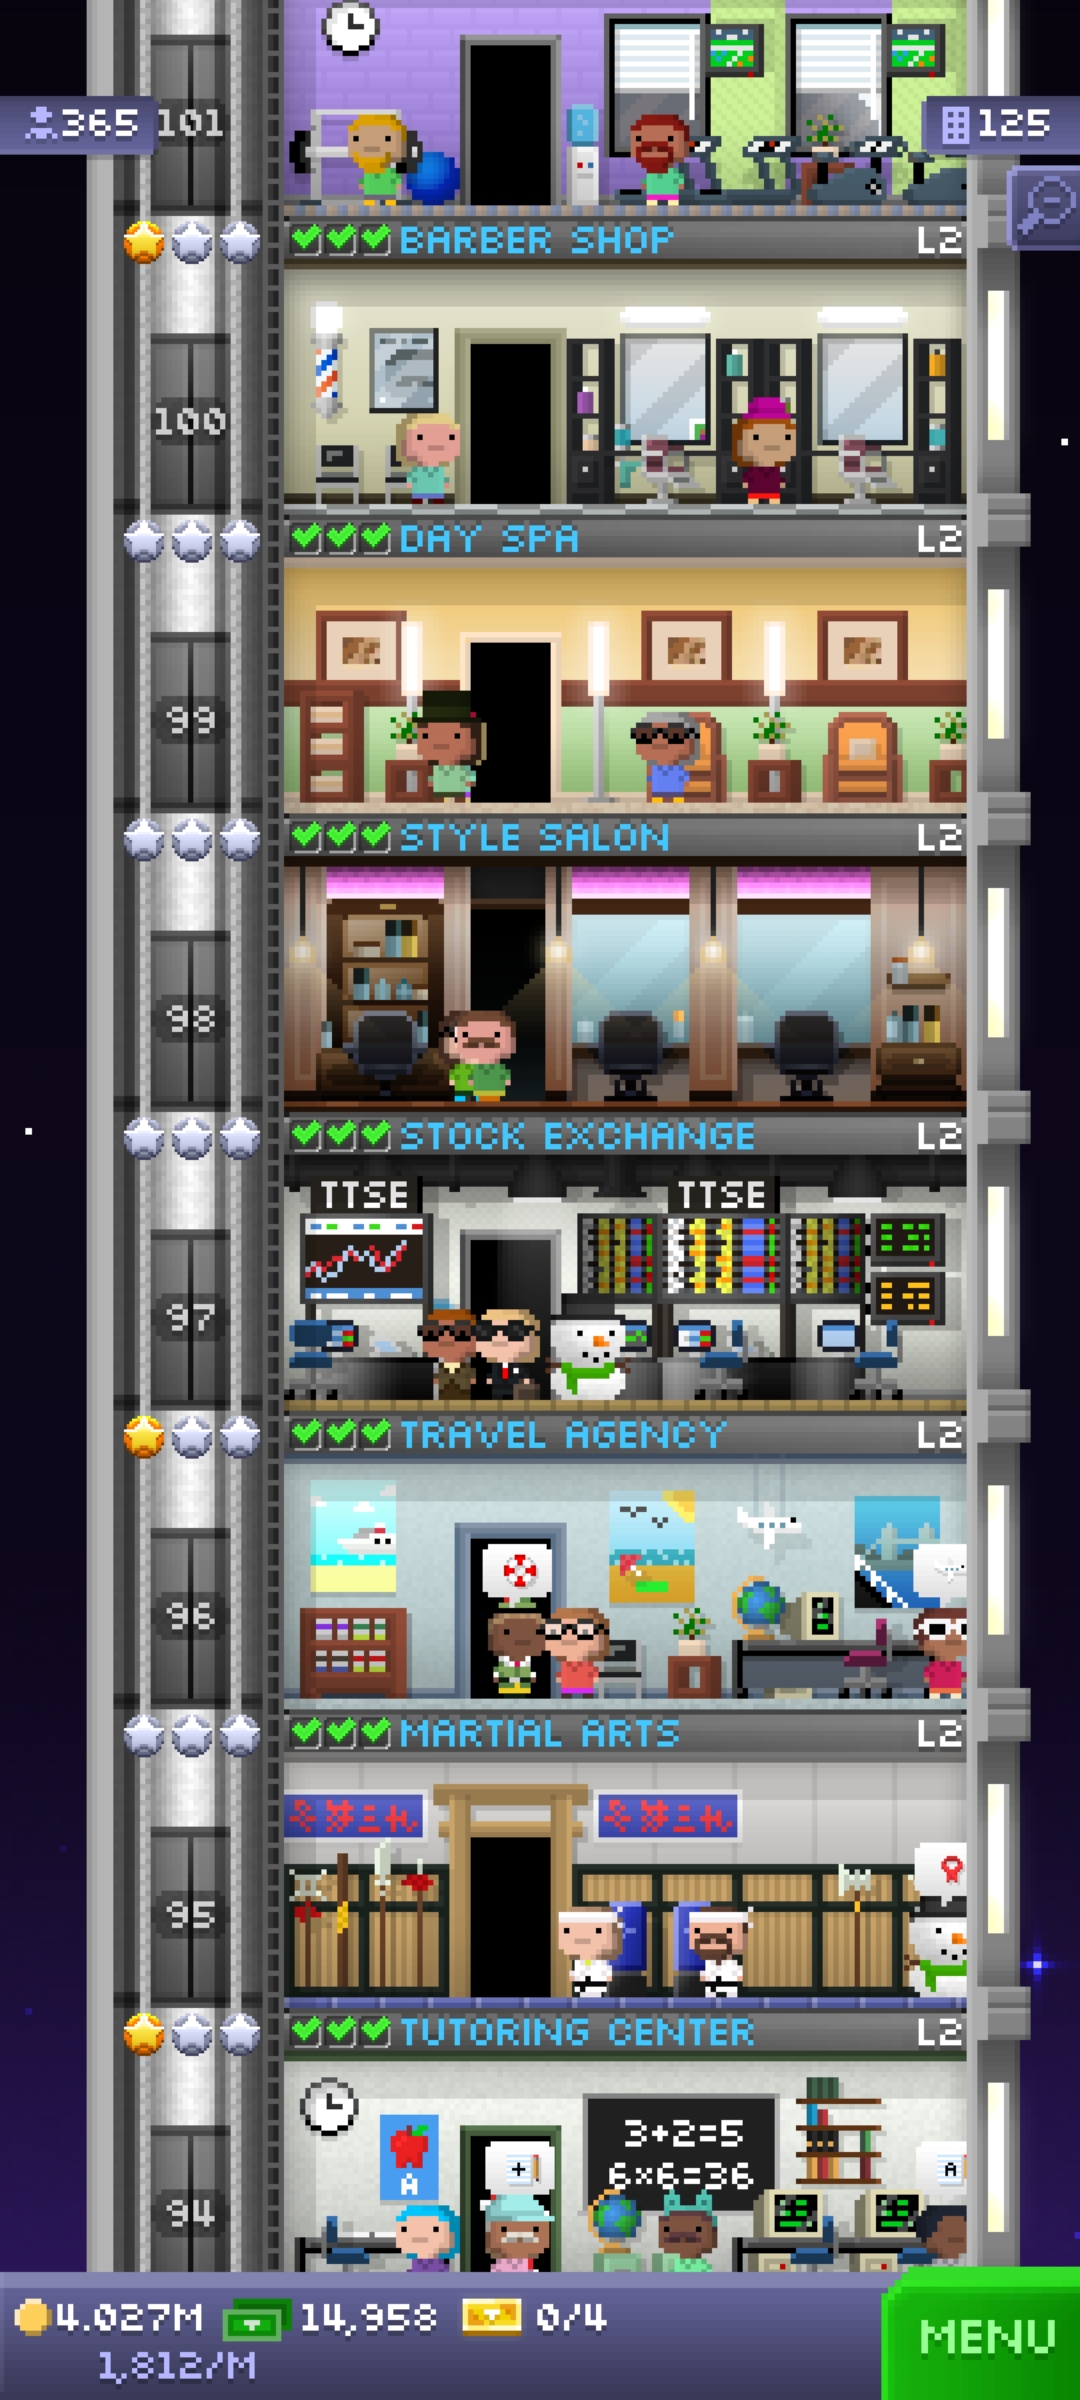 365
101
125
BARBER SHOP L2
100
DAY SPA L2
99
STYLE SALON L2
98
STOCK EXCHANGE L2
TTSE TTSE
97
TRAVEL AGENCY L2
96
MARTIAL ARTS L2
95
TUTORING CENTER L2
3+2=5
6×6=36
A
+
A
94
4.027M 14,958 0/4
1,812/M
MENU